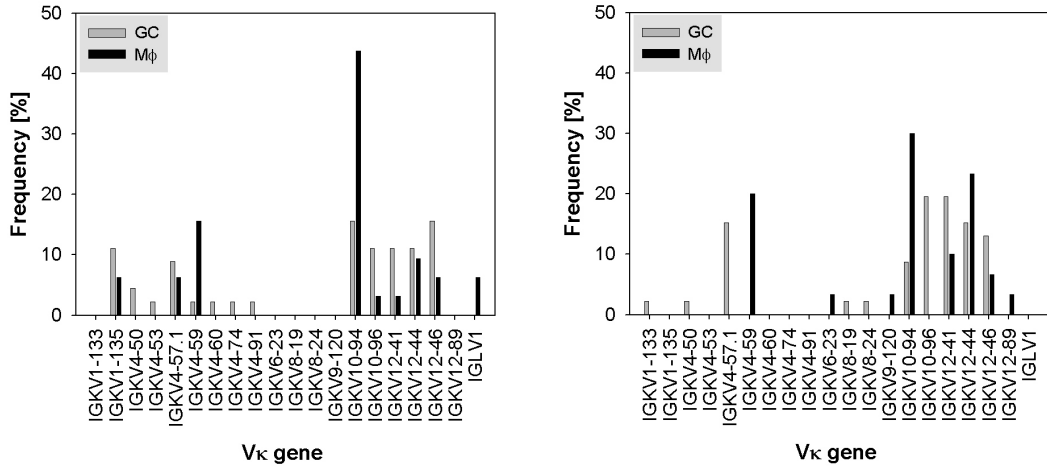 50
40
30
20
10
0
Frequency [%]
GC
Mϕ
IGKV1-133
IGKV1-135
IGKV4-50
IGKV4-53
IGKV4-57.1
IGKV4-59
IGKV4-60
IGKV4-74
IGKV4-91
IGKV6-23
IGKV8-19
IGKV8-24
IGKV9-120
IGKV10-94
IGKV10-96
IGKV12-41
IGKV12-44
IGKV12-46
IGKV12-89
IGLV1
Vκ gene
50
40
30
20
10
0
Frequency [%]
GC
Mϕ
IGKV1-133
IGKV1-135
IGKV4-50
IGKV4-53
IGKV4-57.1
IGKV4-59
IGKV4-60
IGKV4-74
IGKV4-91
IGKV6-23
IGKV8-19
IGKV8-24
IGKV9-120
IGKV10-94
IGKV10-96
IGKV12-41
IGKV12-44
IGKV12-46
IGKV12-89
IGLV1
Vκ gene